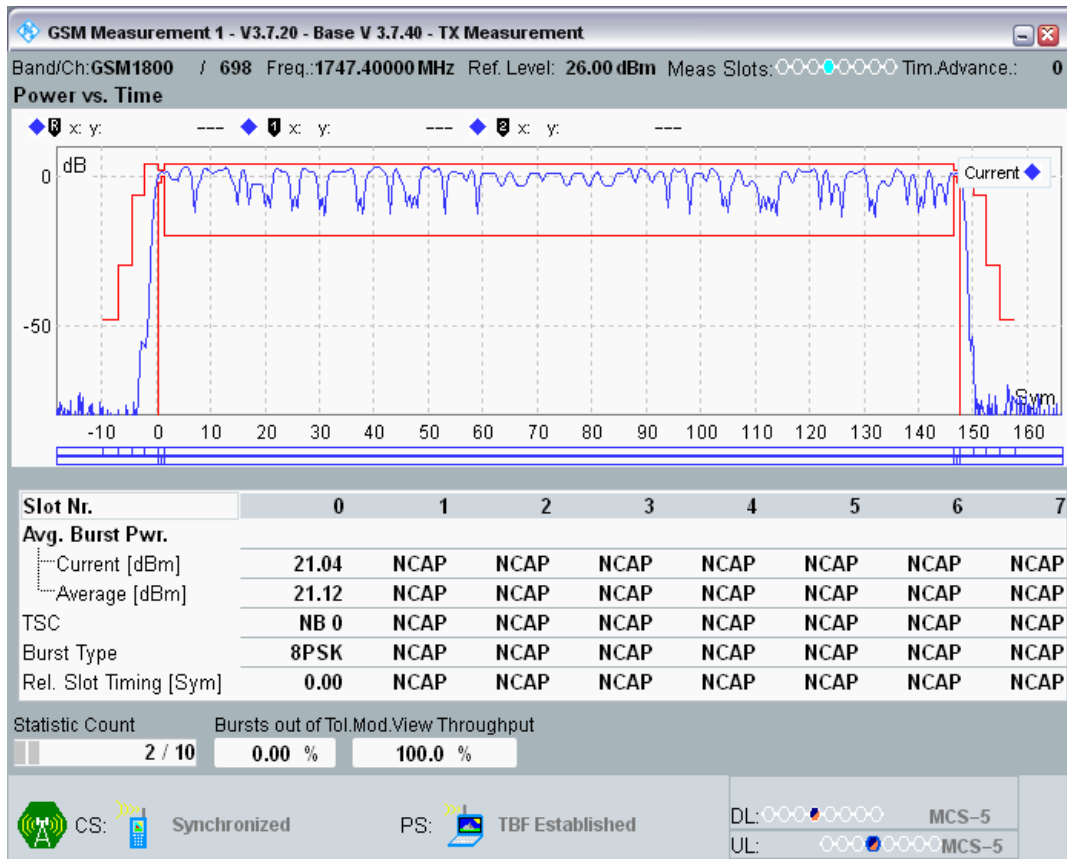 GSM Measurement 1 - V3.7.20 - Base V 3.7.40 - TX Measurement
Band/Ch:GSM1800 / 698 Freq.:1747.40000 MHz Ref. Level: 26.00 dBm Meas Slots: Tim.Advance.: 0
Power vs. Time
R x: y: --- 1 x: y: --- 2 x: y: ---
dB
Current
0
-50
Sym
-10 0 10 20 30 40 50 60 70 80 90 100 110 120 130 140 150 160
Slot Nr. 0 1 2 3 4 5 6 7
Avg. Burst Pwr.
Current [dBm] 21.04 NCAP NCAP NCAP NCAP NCAP NCAP NCAP
Average [dBm] 21.12 NCAP NCAP NCAP NCAP NCAP NCAP NCAP
TSC NB 0 NCAP NCAP NCAP NCAP NCAP NCAP NCAP
Burst Type 8PSK NCAP NCAP NCAP NCAP NCAP NCAP NCAP
Rel. Slot Timing [Sym] 0.00 NCAP NCAP NCAP NCAP NCAP NCAP NCAP
Statistic Count Bursts out of Tol.Mod.View Throughput
2 / 10 0.00 % 100.0 %
CS: Synchronized PS: TBF Established
DL: MCS-5
UL: MCS-5